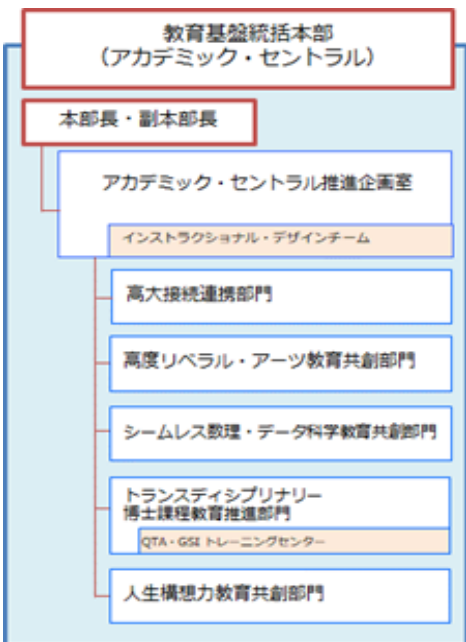 教育基盤統括本部
（アカデミック・セントラル）
本部長・副本部長
アカデミック・セントラル推進企画室
インストラクショナル・デザインチーム
高大接続連携部門
高度リベラル・アーツ教育共創部門
シームレス数理・データ科学教育共創部門
トランスディシプリナリー
博士課程教育推進部門
QTA・GSI トレーニングセンター
人生構想力教育共創部門